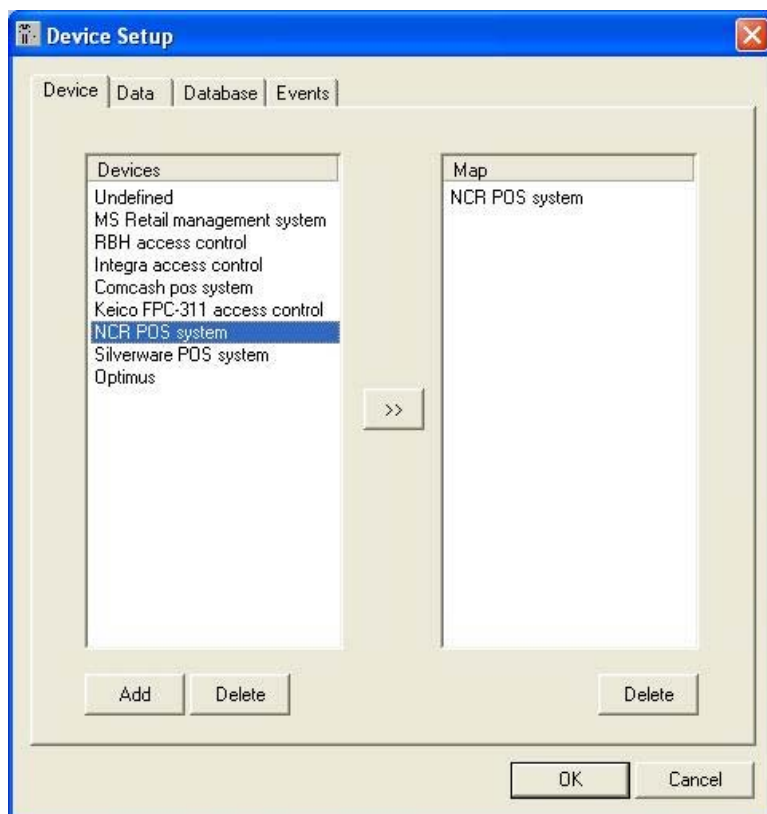 Device Setup
Device Data Database Events
Devices
Undefined
MS Retail management system
RBH access control
Integra access control
Comcash pos system
Keico FPC-311 access control
NCR POS system
Silverware POS system
Optimus
>>
Map
NCR POS system
Add Delete
Delete
OK Cancel